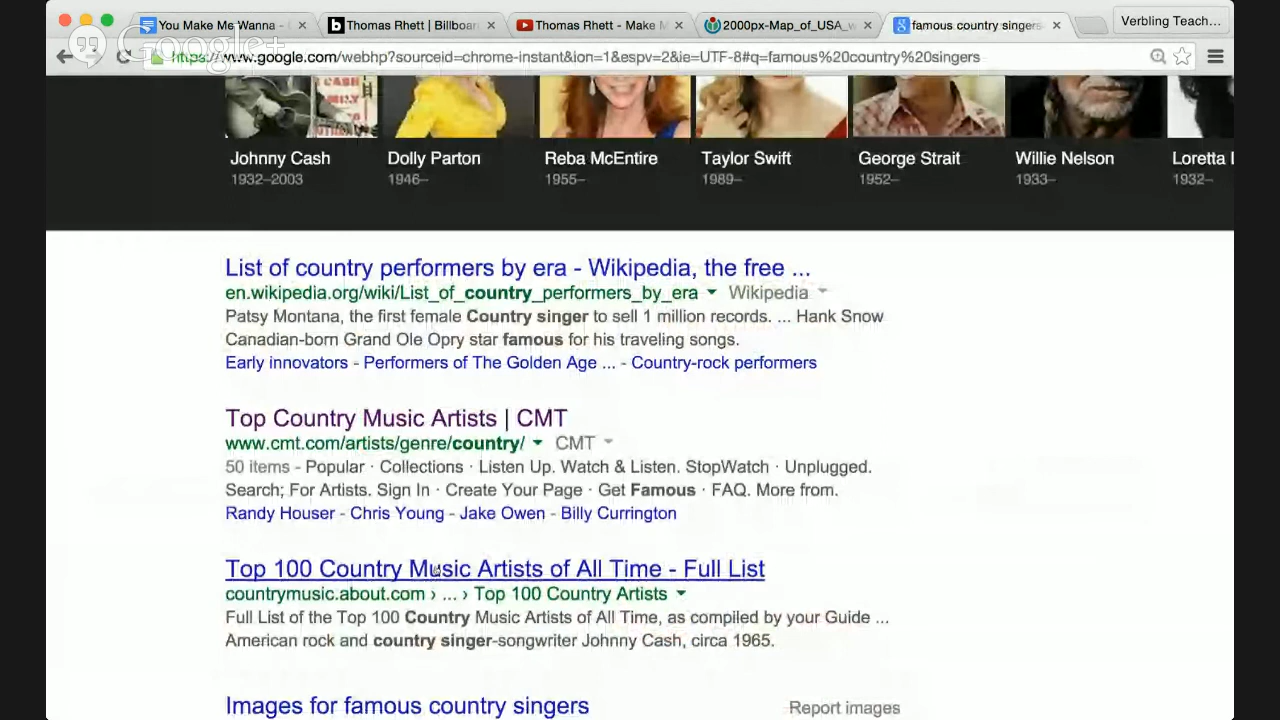 You Make Me Wanna -
Thomas Rhett | Billboar
Thomas Rhett - Make M
2000px-Map_of_USA_w
famous country singers
Verbling Teach...
Google+
https://www.google.com/webhp?sourceid=chrome-instant&ion=1&espv=2&ie=UTF-8#q=famous%20country%20singers
CASH
Johnny Cash
Dolly Parton
Reba McEntire
Taylor Swift
George Strait
Willie Nelson
Loretta L
1932–2003
1946–
1955–
1989–
1952–
1933–
1932–
List of country performers by era - Wikipedia, the free ...
en.wikipedia.org/wiki/List_of_country_performers_by_era Wikipedia
Patsy Montana, the first female Country singer to sell 1 million records. ... Hank Snow
Canadian-born Grand Ole Opry star famous for his traveling songs.
Early innovators - Performers of The Golden Age ... - Country-rock performers
Top Country Music Artists | CMT
www.cmt.com/artists/genre/country/ CMT
50 items - Popular · Collections · Listen Up. Watch & Listen. StopWatch · Unplugged.
Search; For Artists. Sign In · Create Your Page · Get Famous · FAQ. More from.
Randy Houser - Chris Young - Jake Owen - Billy Currington
Top 100 Country Music Artists of All Time - Full List
countrymusic.about.com › ... › Top 100 Country Artists
Full List of the Top 100 Country Music Artists of All Time, as compiled by your Guide ...
American rock and country singer-songwriter Johnny Cash, circa 1965.
Images for famous country singers
Report images